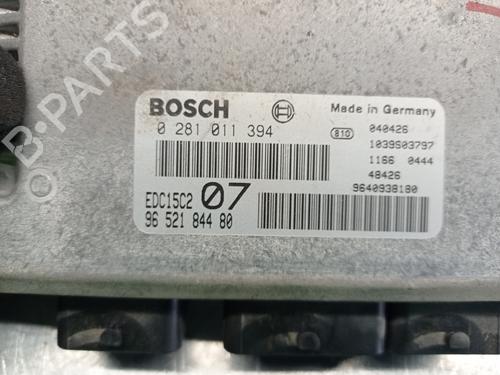 BOSCH
Made in Germany
0 281 011 394
810
040426
1039S03797
1166 0444
48426
9640938180
EDC15C2 07
96 521 844 80
B-PARTS